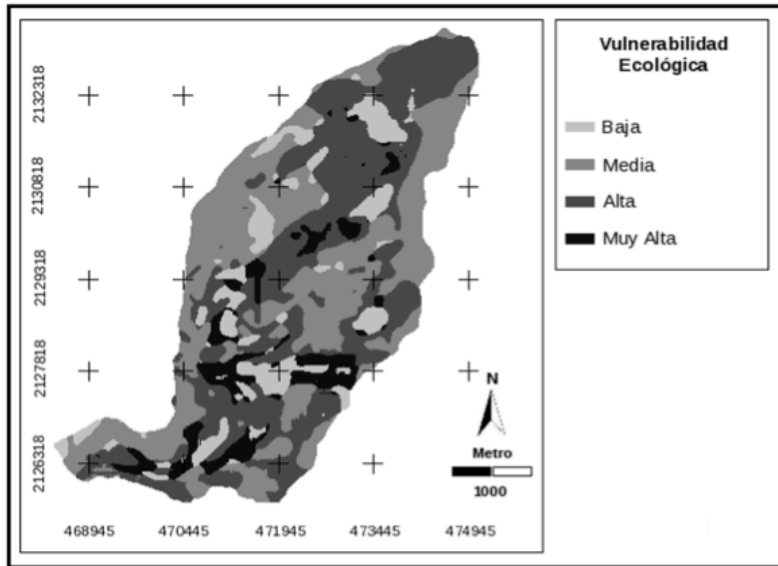 Vulnerabilidad
Ecológica
Baja
Media
Alta
Muy Alta
2132318
2130818
2129318
2127818
2126318
N
Metro
1000
468945 470445 471945 473445 474945